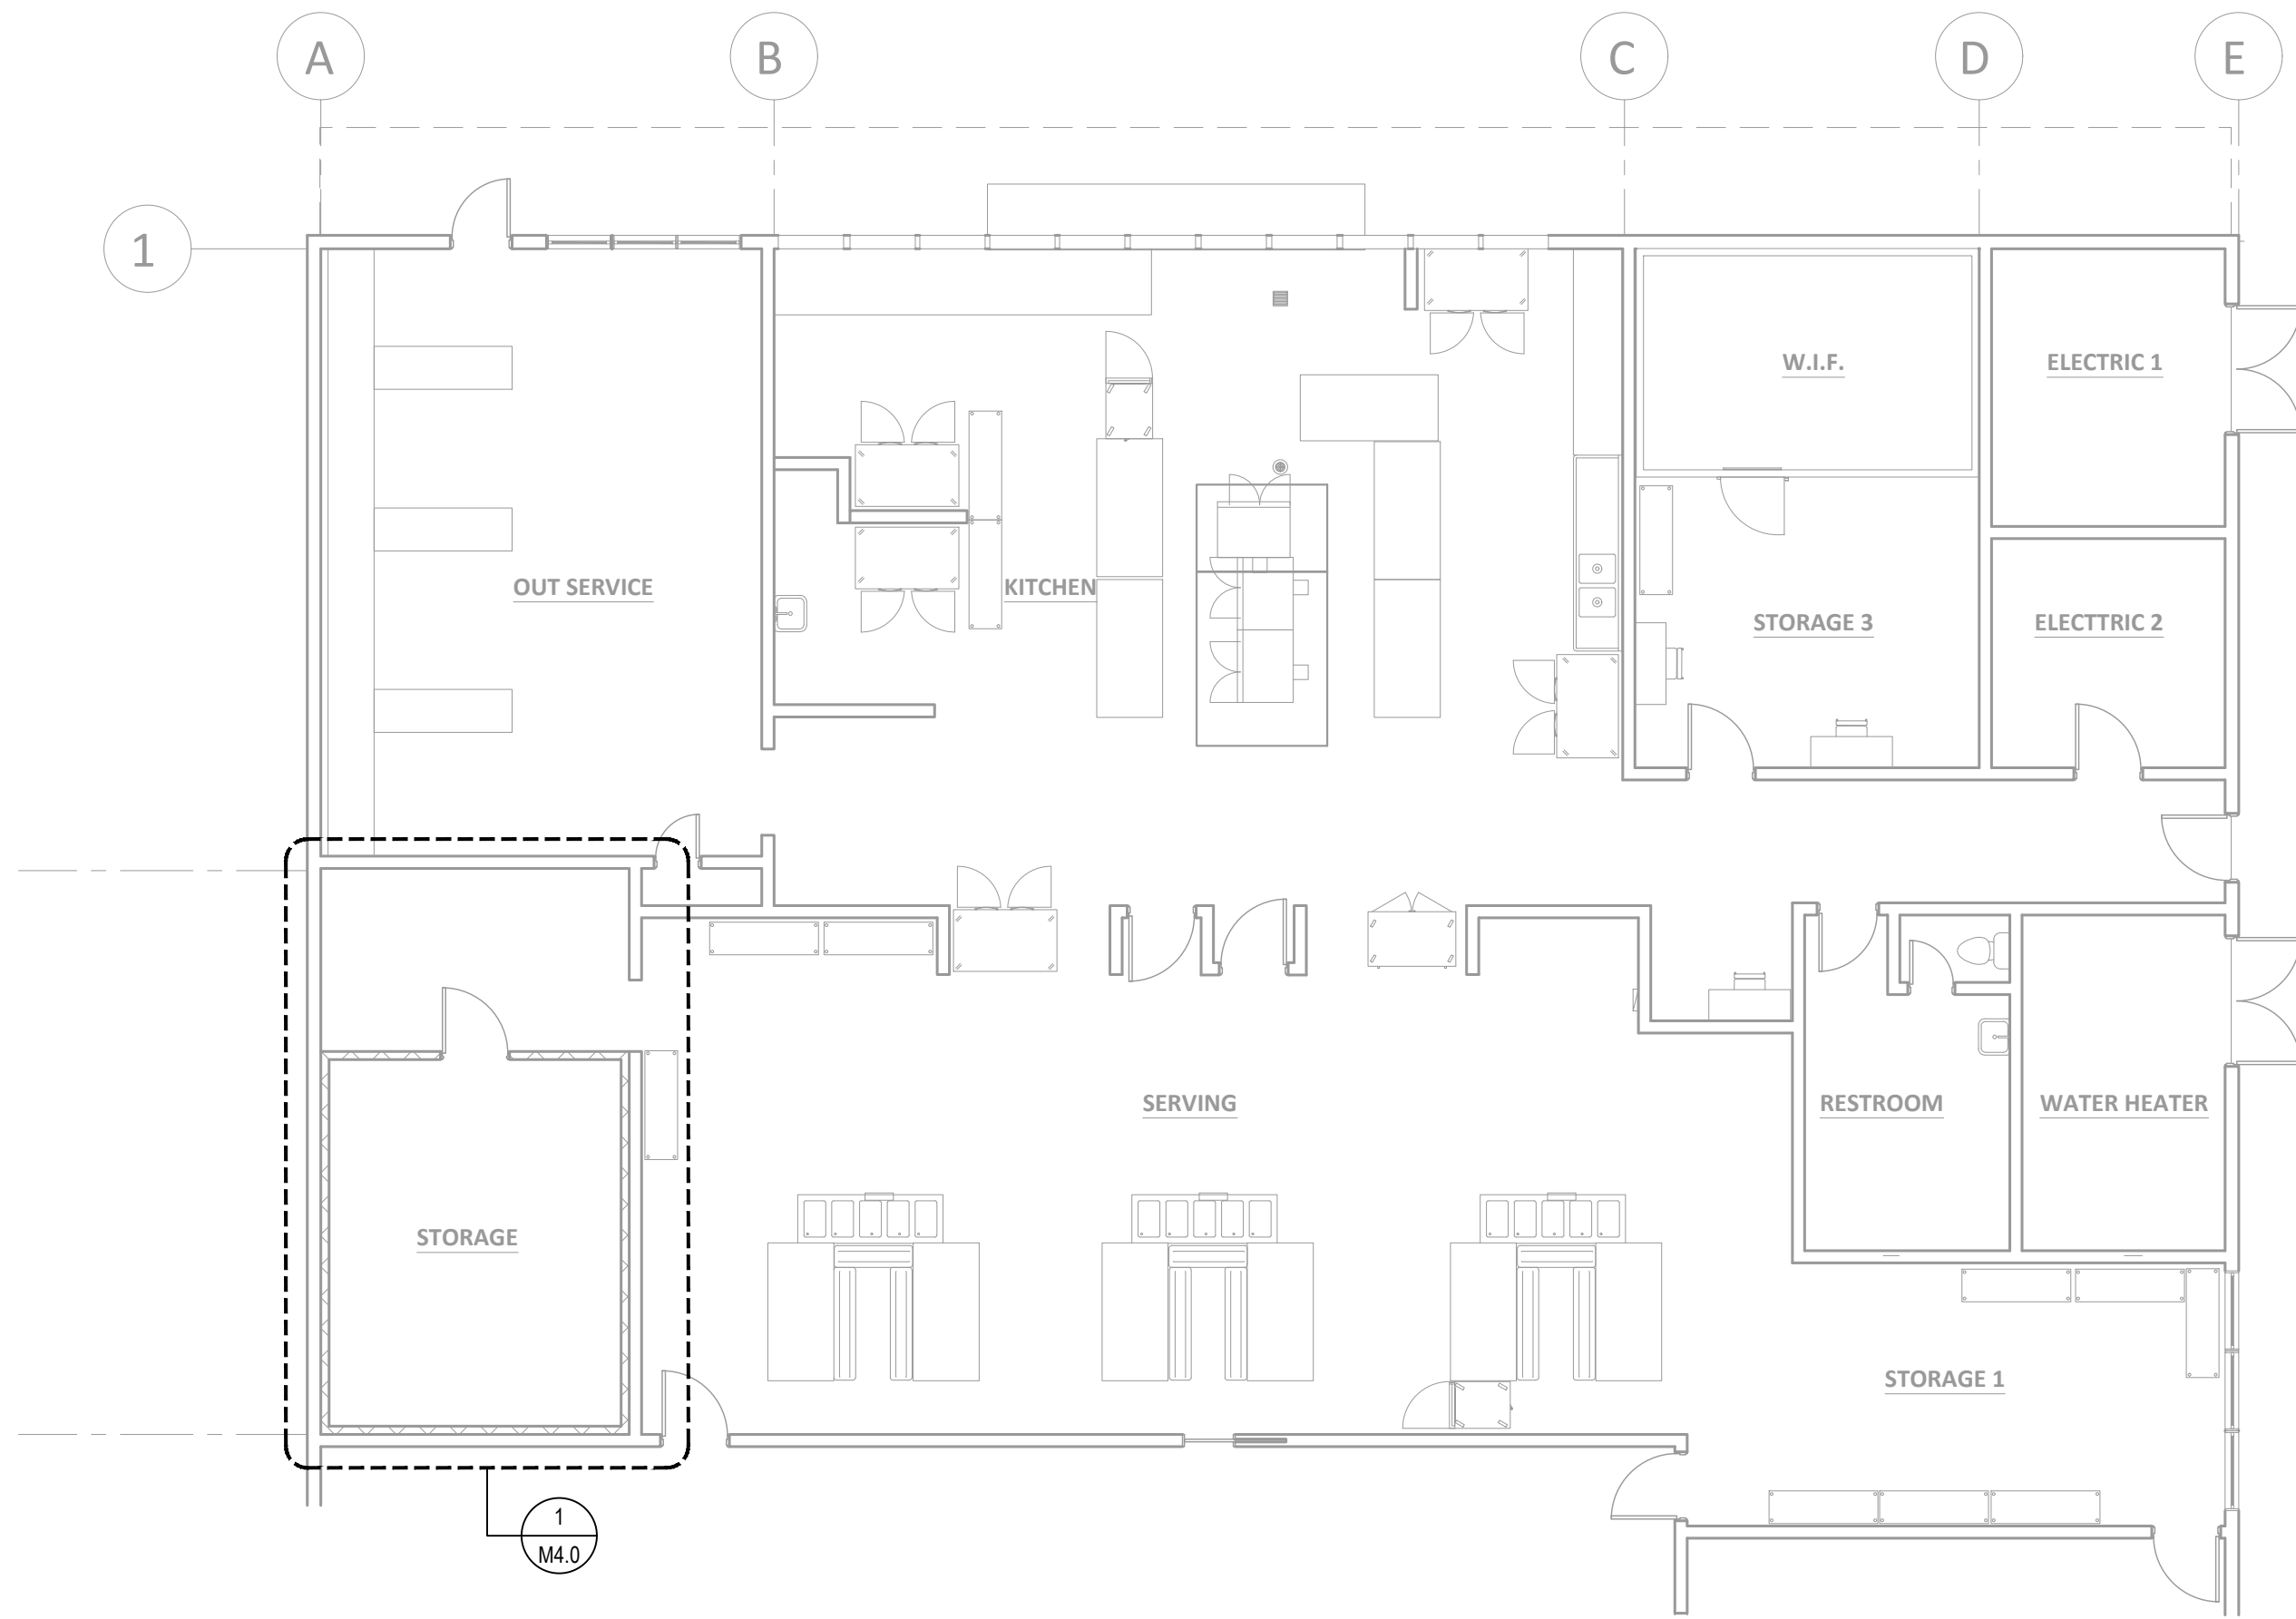 A
B
C
D
E
1
W.I.F.
ELECTRIC 1
OUT SERVICE
KITCHEN
STORAGE 3
ELECTTRIC 2
SERVING
RESTROOM
WATER HEATER
STORAGE
STORAGE 1
1
M4.0